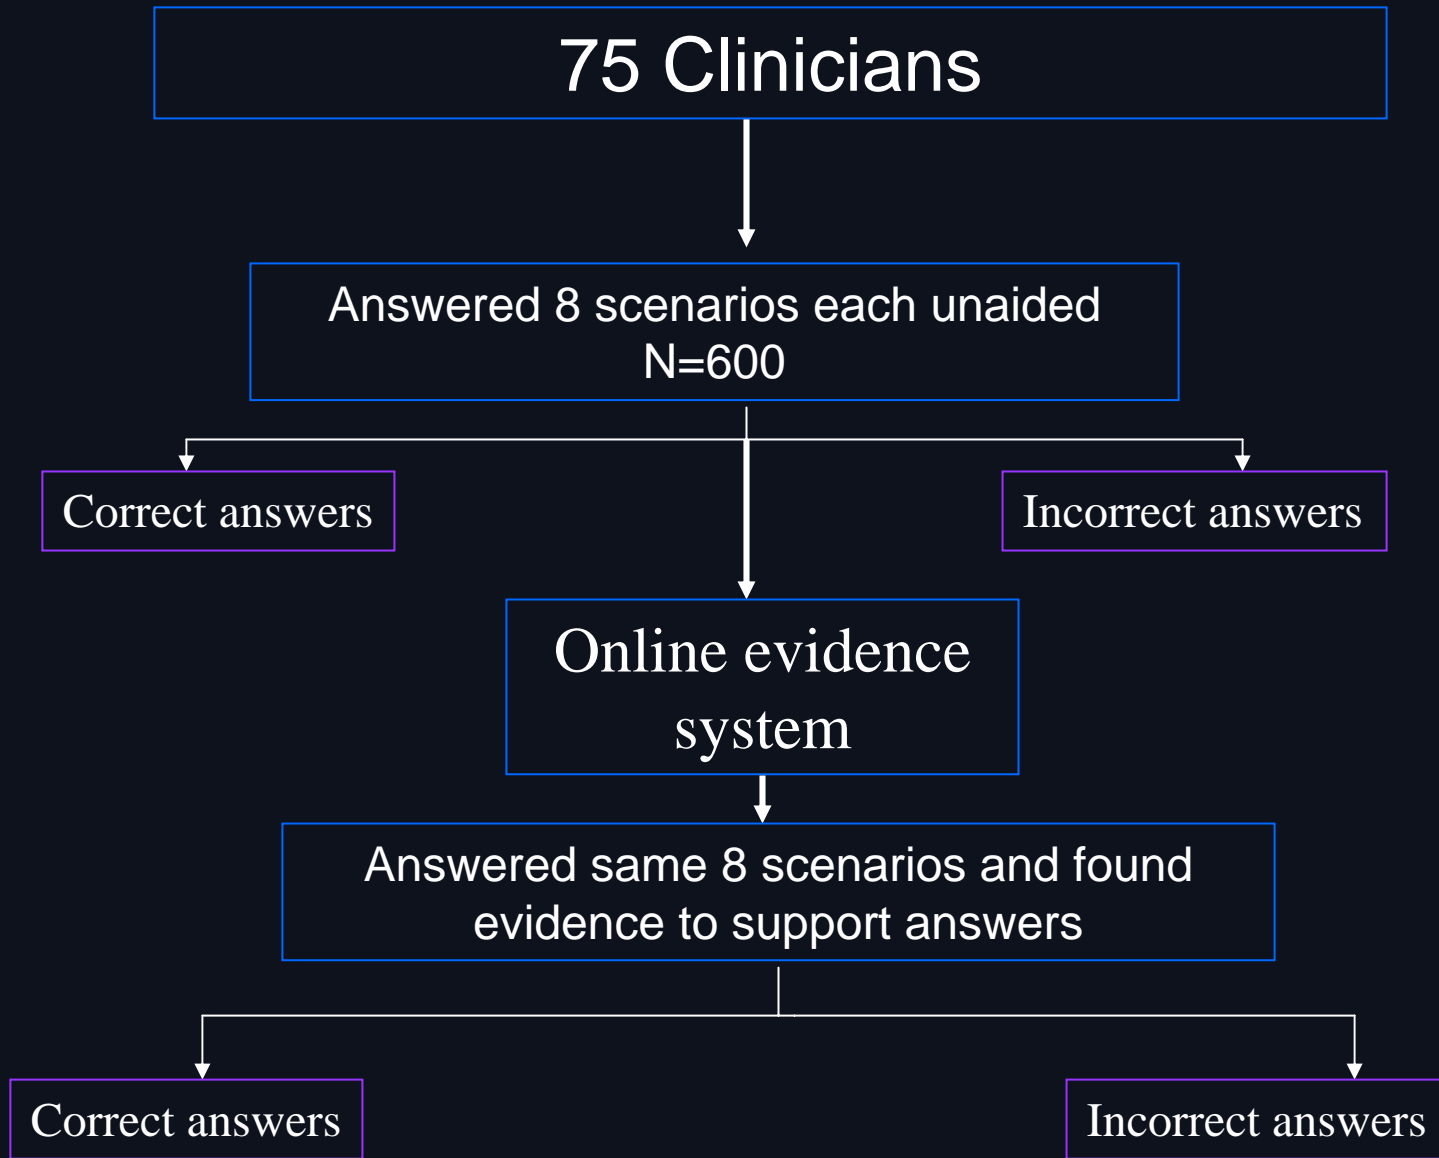 75 Clinicians
Answered 8 scenarios each unaided
N=600
Correct answers
Incorrect answers
Online evidence
system
Answered same 8 scenarios and found
evidence to support answers
Correct answers
Incorrect answers